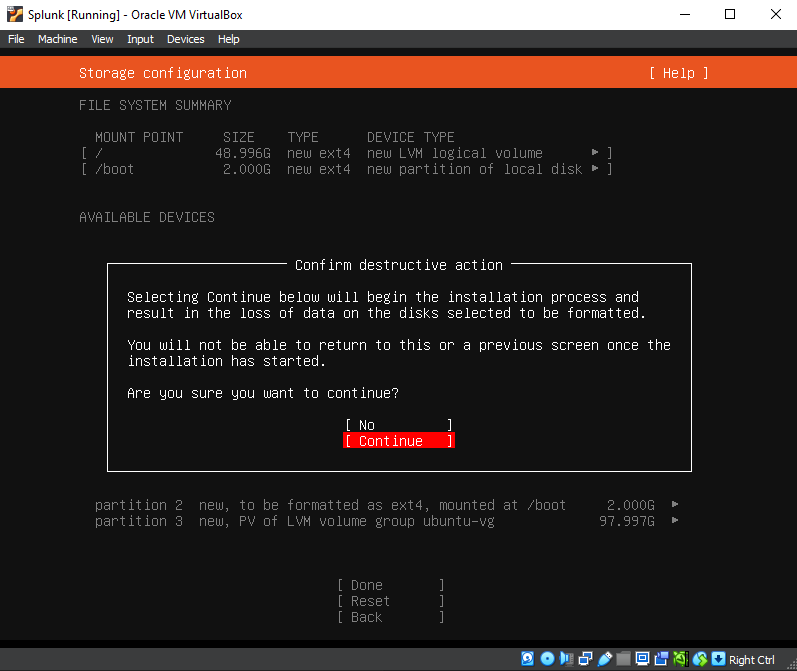 Splunk [Running] - Oracle VM VirtualBox
File Machine View Input Devices Help
Storage configuration [ Help ]
FILE SYSTEM SUMMARY
MOUNT POINT SIZE TYPE DEVICE TYPE
[ / 48.996G new ext4 new LVM logical volume ▸ ]
[ /boot 2.000G new ext4 new partition of local disk ▸ ]
AVAILABLE DEVICES
Confirm destructive action
Selecting Continue below will begin the installation process and
result in the loss of data on the disks selected to be formatted.
You will not be able to return to this or a previous screen once the
installation has started.
Are you sure you want to continue?
[ No ]
[ Continue ]
partition 2 new, to be formatted as ext4, mounted at /boot 2.000G ▸
partition 3 new, PV of LVM volume group ubuntu-vg 97.997G ▸
[ Done ]
[ Reset ]
[ Back ]
Right Ctrl